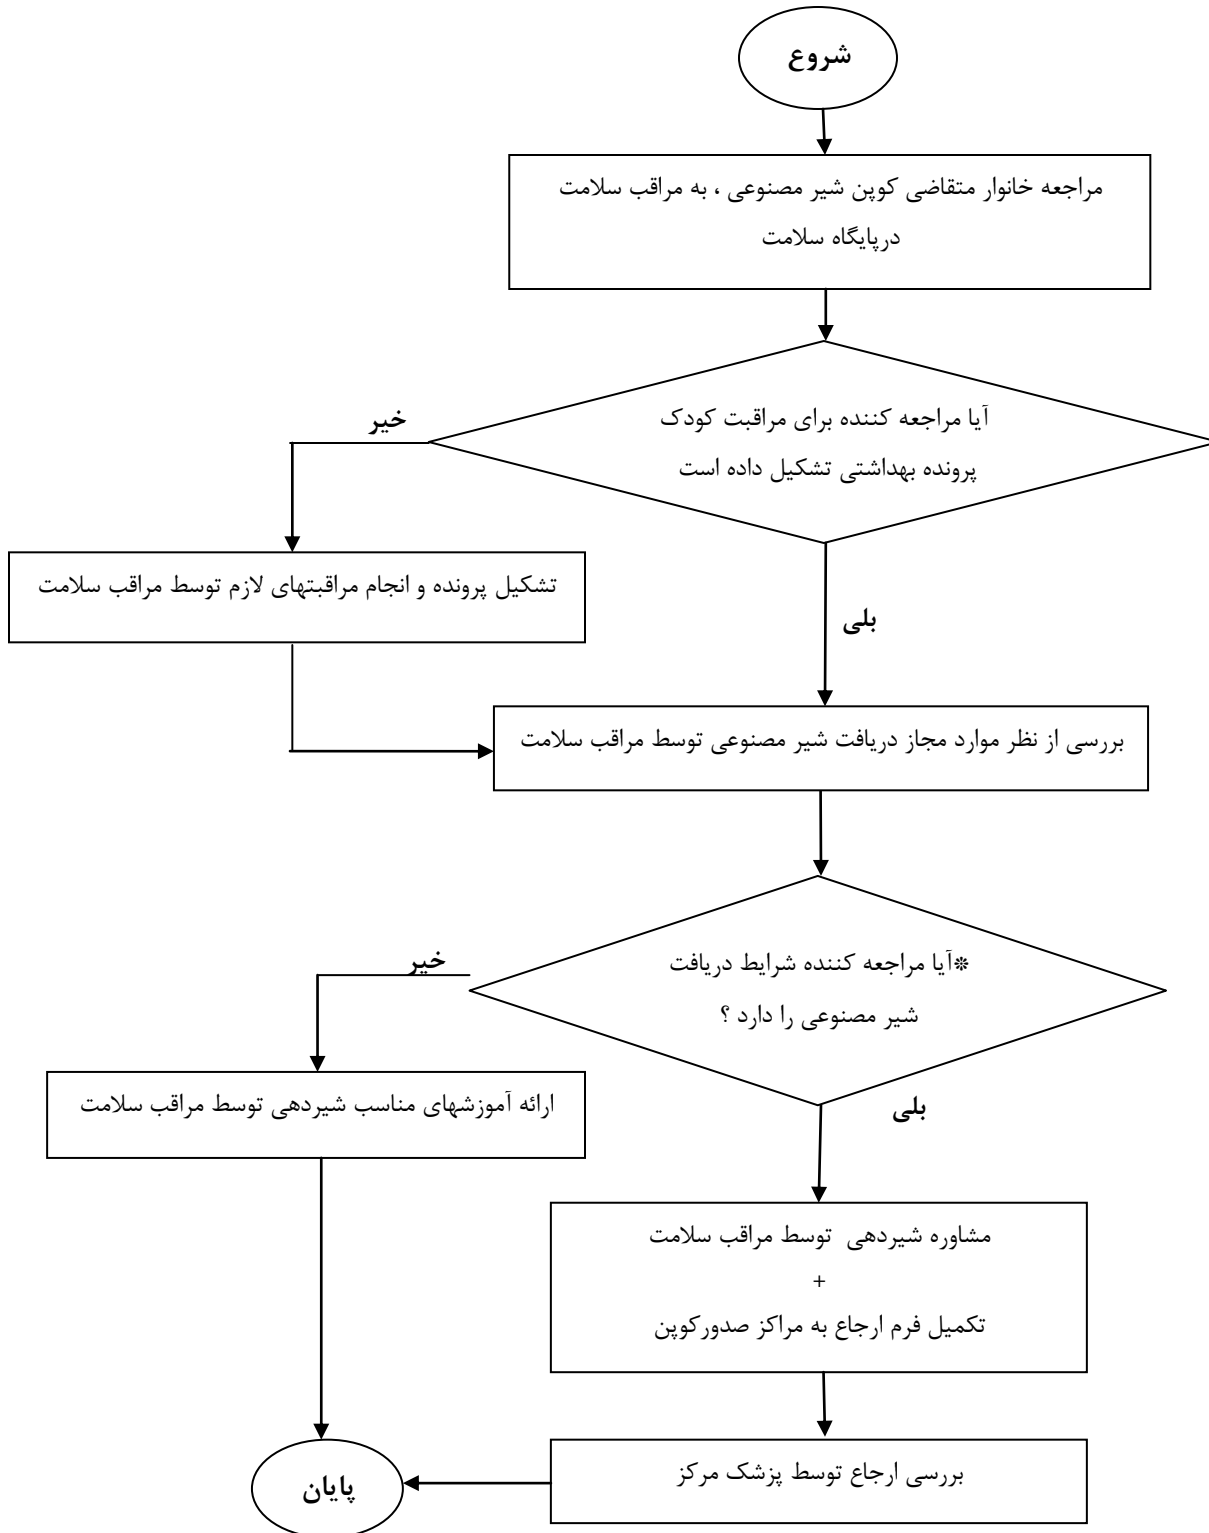 شروع
مراجعه خانوار متقاضی کوپن شیر مصنوعی ، به مراقب سلامت
درپایگاه سلامت
آیا مراجعه کننده برای مراقبت کودک
پرونده بهداشتی تشکیل داده است
خیر
تشکیل پرونده و انجام مراقبتهای لازم توسط مراقب سلامت
بلی
بررسی از نظر موارد مجاز دریافت شیر مصنوعی توسط مراقب سلامت
*آیا مراجعه کننده شرایط دریافت
شیر مصنوعی را دارد ؟
خیر
ارائه آموزشهای مناسب شیردهی توسط مراقب سلامت
بلی
مشاوره شیردهی توسط مراقب سلامت
+
تکمیل فرم ارجاع به مراکز صدورکوپن
بررسی ارجاع توسط پزشک مرکز
پایان